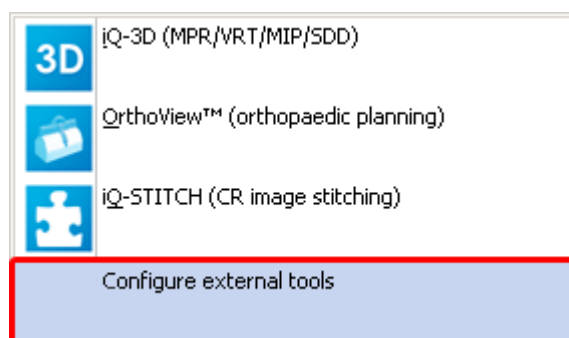 3D
iQ-3D (MPR/VRT/MIP/SDD)
OrthoView™ (orthopaedic planning)
iQ-STITCH (CR image stitching)
Configure external tools